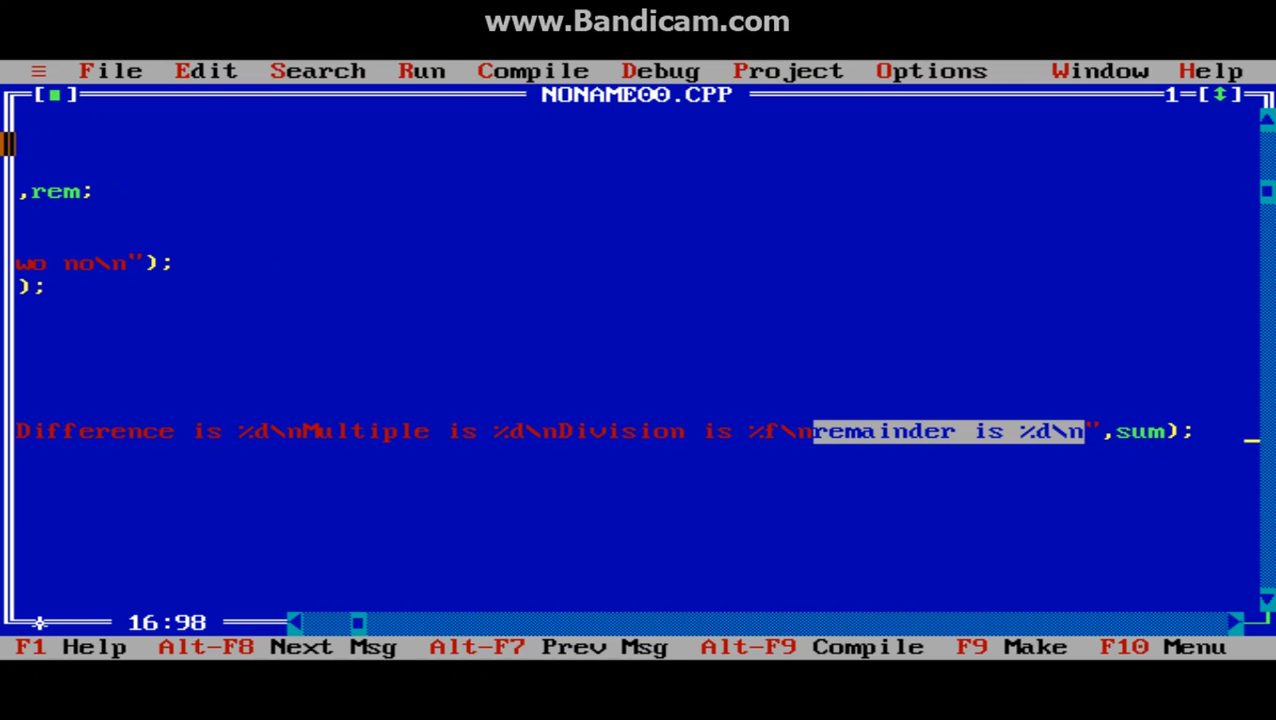 www.Bandicam.com
≡ File Edit Search Run Compile Debug Project Options Window Help
[■] NONAME00.CPP 1=[↕]
,rem;
wo no\n");
);
Difference is %d\nMultiple is %d\nDivision is %f\nremainder is %d\n",sum);
16:98
F1 Help Alt-F8 Next Msg Alt-F7 Prev Msg Alt-F9 Compile F9 Make F10 Menu